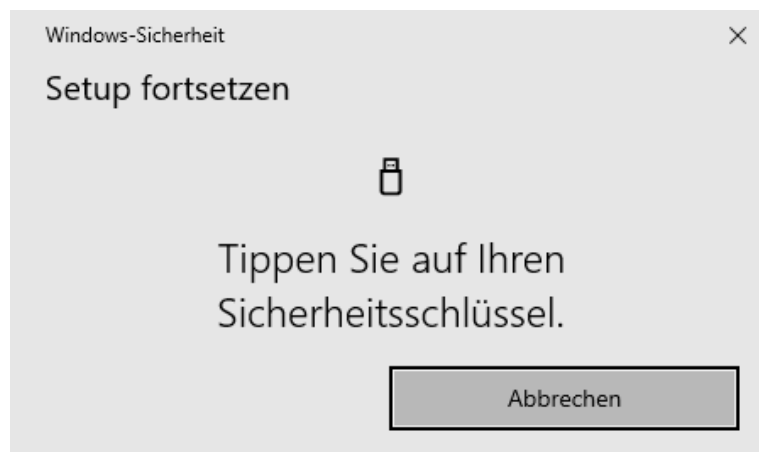 Windows-Sicherheit
Setup fortsetzen
Tippen Sie auf Ihren
Sicherheitsschlüssel.
Abbrechen